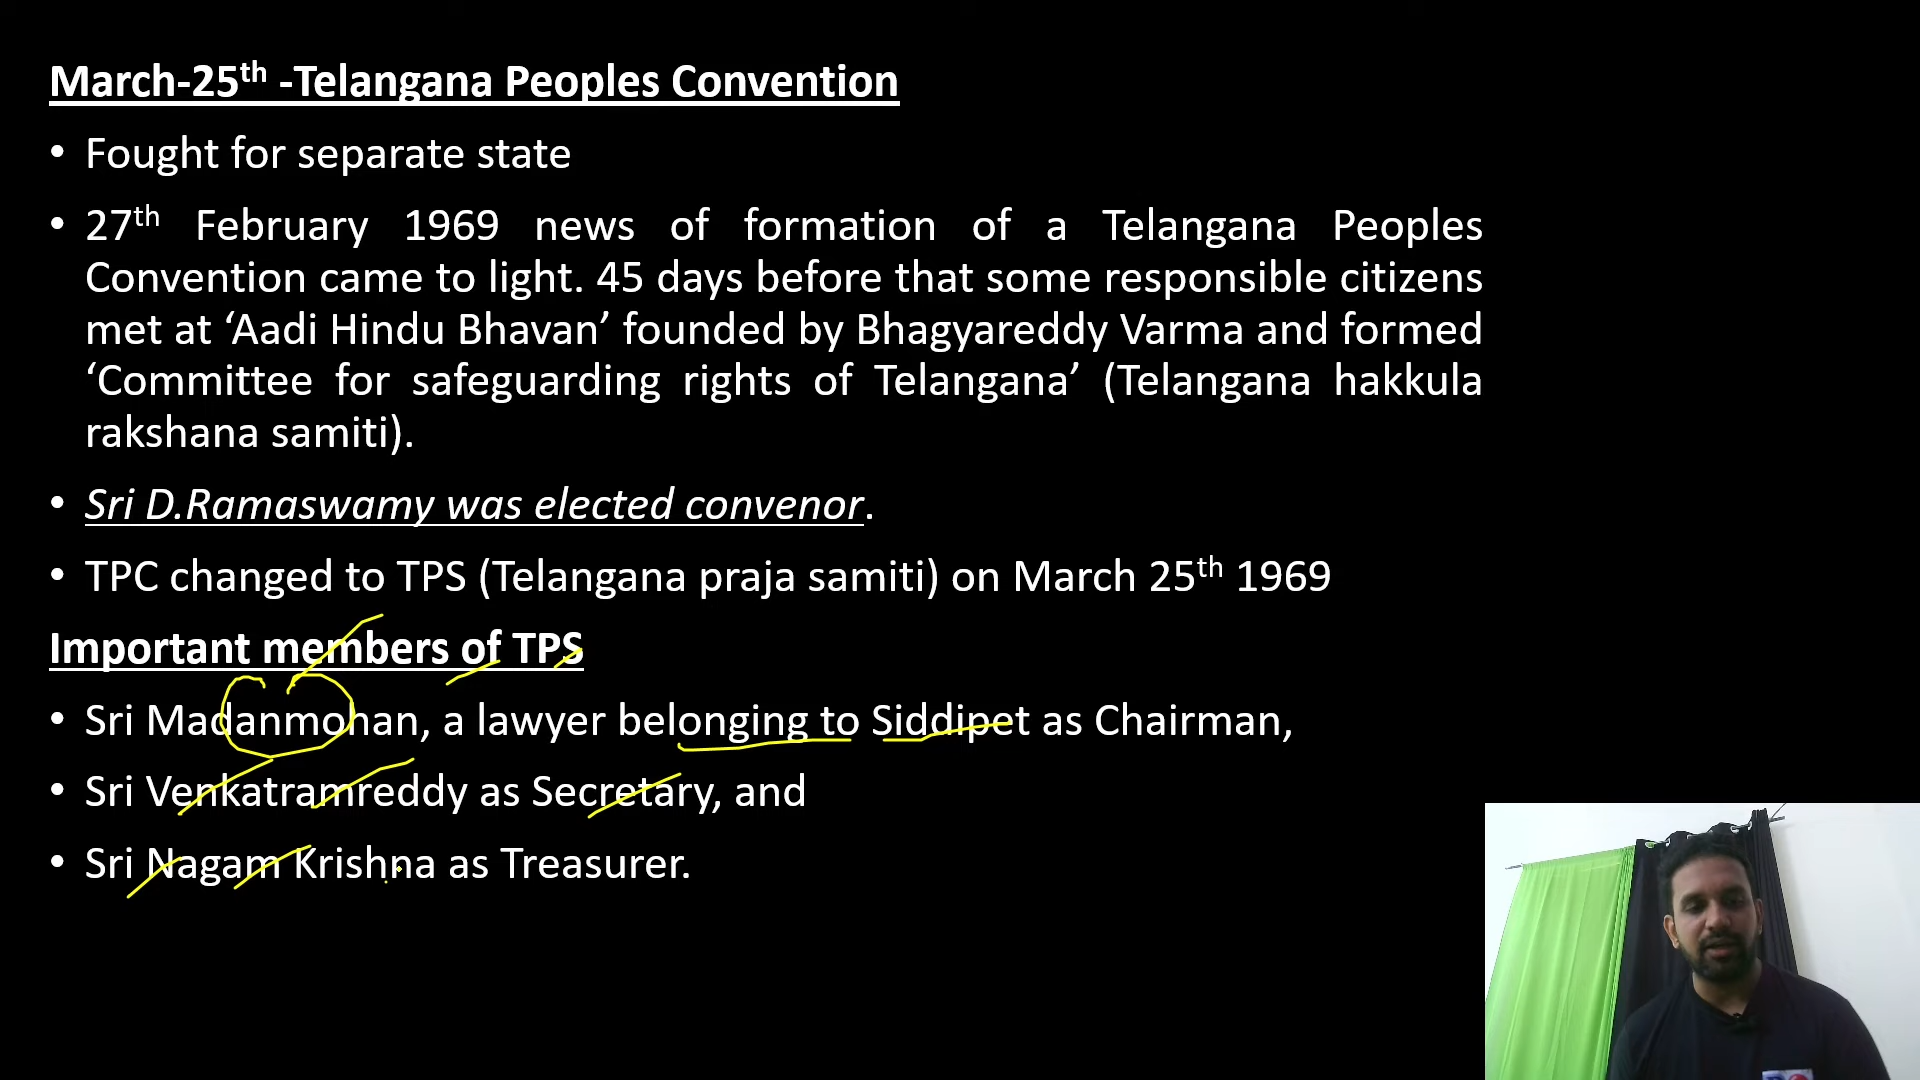 March-25th -Telangana Peoples Convention
• Fought for separate state
• 27th February 1969 news of formation of a Telangana Peoples
Convention came to light. 45 days before that some responsible citizens
met at ‘Aadi Hindu Bhavan’ founded by Bhagyareddy Varma and formed
‘Committee for safeguarding rights of Telangana’ (Telangana hakkula
rakshana samiti).
• Sri D.Ramaswamy was elected convenor.
• TPC changed to TPS (Telangana praja samiti) on March 25th 1969
Important members of TPS
• Sri Madanmohan, a lawyer belonging to Siddipet as Chairman,
• Sri Venkatramreddy as Secretary, and
• Sri Nagam Krishna as Treasurer.